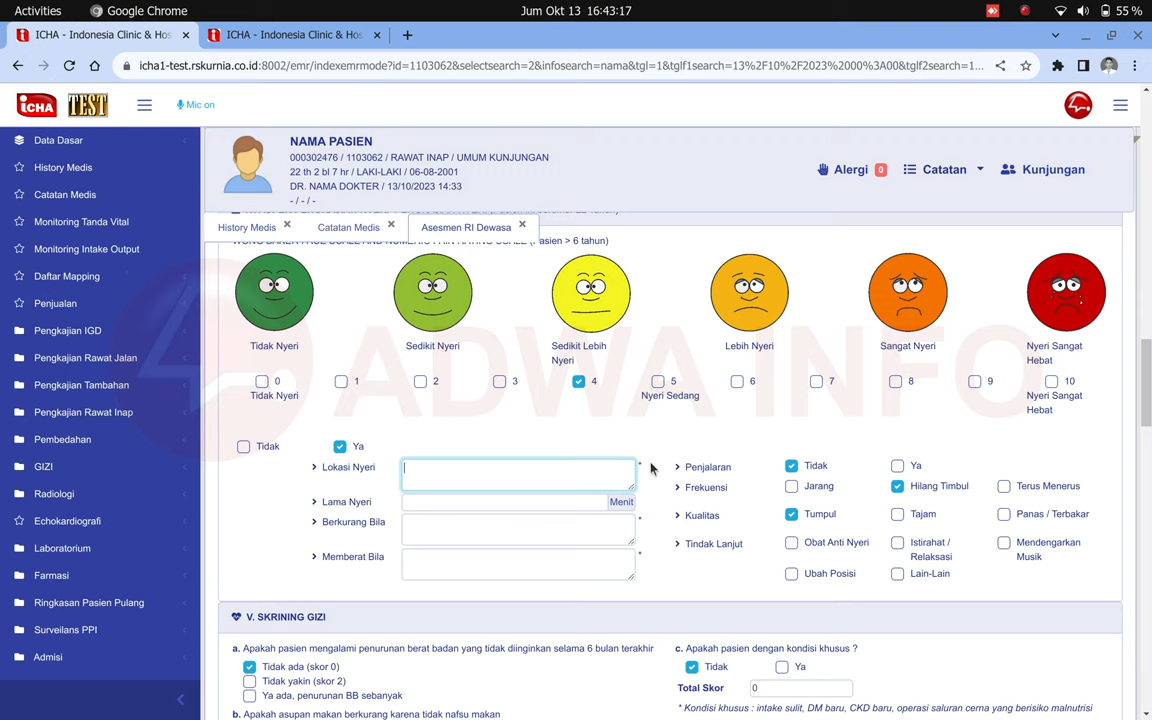 Activities
Google Chrome
Jum Okt 13 16:43:17
55 %
ICHA - Indonesia Clinic & Hos
ICHA - Indonesia Clinic & Hos
icha1-test.rskurnia.co.id:8002/emr/indexemrmode?id=1103062&selectsearch=2&infosearch=nama&tgl=1&tglf1search=13%2F10%2F2023%2000%3A00&tglf2search=1...
iCHA TEST
Mic on
Data Dasar
History Medis
Catatan Medis
Monitoring Tanda Vital
Monitoring Intake Output
Daftar Mapping
Penjualan
Pengkajian IGD
Pengkajian Rawat Jalan
Pengkajian Tambahan
Pengkajian Rawat Inap
Pembedahan
GIZI
Radiologi
Echokardiografi
Laboratorium
Farmasi
Ringkasan Pasien Pulang
Surveilans PPI
Admisi
NAMA PASIEN
000302476 / 1103062 / RAWAT INAP / UMUM KUNJUNGAN
22 th 2 bl 7 hr / LAKI-LAKI / 06-08-2001
DR. NAMA DOKTER / 13/10/2023 14:33
- / - / -
Alergi 0
Catatan
Kunjungan
History Medis
Catatan Medis
Asesmen RI Dewasa
WONG BAKER FACE SCALE AND NUMERIC PAIN RATING SCALE (Pasien > 6 tahun)
Tidak Nyeri
Sedikit Nyeri
Sedikit Lebih
Nyeri
Lebih Nyeri
Sangat Nyeri
Nyeri Sangat
Hebat
0
Tidak Nyeri
1
2
3
4
5
Nyeri Sedang
6
7
8
9
10
Nyeri Sangat
Hebat
ADWA INFO
Tidak
Ya
Lokasi Nyeri *
Lama Nyeri Menit
Berkurang Bila *
Memberat Bila *
Penjalaran Tidak Ya
Frekuensi Jarang Hilang Timbul Terus Menerus
Kualitas Tumpul Tajam Panas / Terbakar
Tindak Lanjut Obat Anti Nyeri Istirahat /
Relaksasi
Mendengarkan
Musik
Ubah Posisi Lain-Lain
V. SKRINING GIZI
a. Apakah pasien mengalami penurunan berat badan yang tidak diinginkan selama 6 bulan terakhir
Tidak ada (skor 0)
Tidak yakin (skor 2)
Ya ada, penurunan BB sebanyak
b. Apakah asupan makan berkurang karena tidak nafsu makan
c. Apakah pasien dengan kondisi khusus ?
Tidak Ya
Total Skor 0
* Kondisi khusus : intake sulit, DM baru, CKD baru, operasi saluran cerna yang berisiko malnutrisi